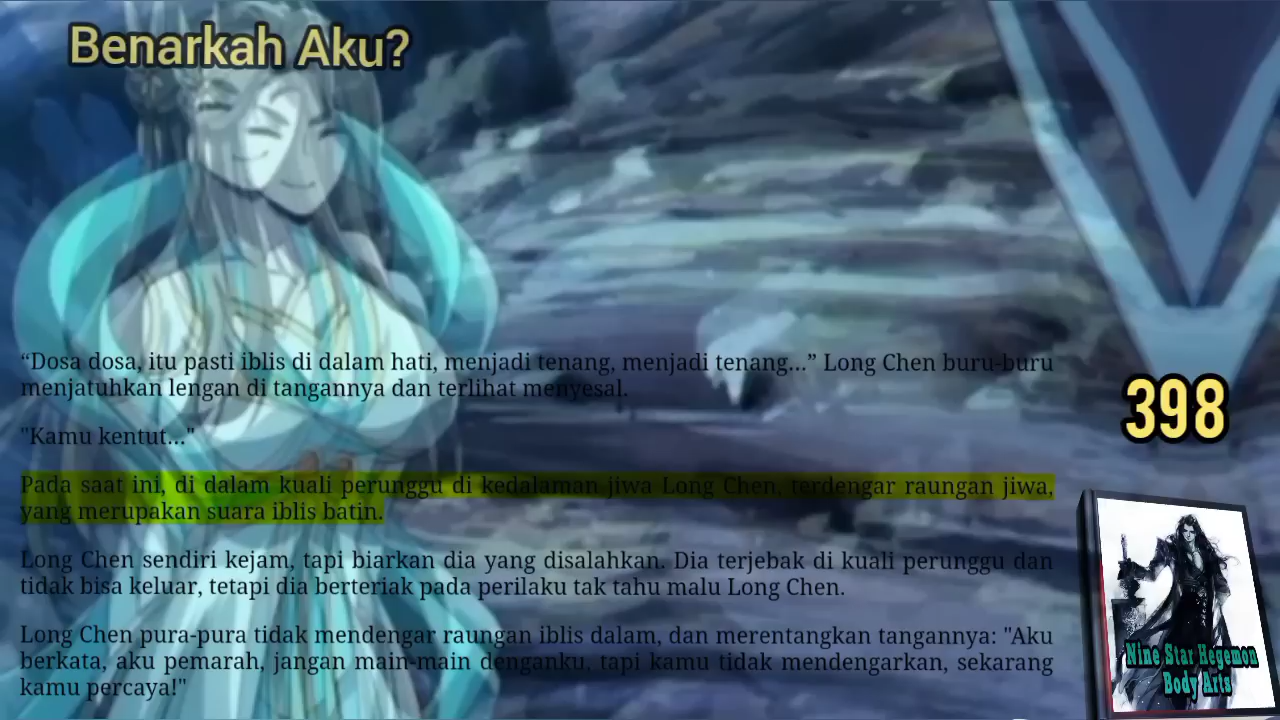 Benarkah Aku?
“Dosa dosa, itu pasti iblis di dalam hati, menjadi tenang, menjadi tenang...” Long Chen buru-buru
menjatuhkan lengan di tangannya dan terlihat menyesal.
"Kamu kentut..."
Pada saat ini, di dalam kuali perunggu di kedalaman jiwa Long Chen, terdengar raungan jiwa,
yang merupakan suara iblis batin.
Long Chen sendiri kejam, tapi biarkan dia yang disalahkan. Dia terjebak di kuali perunggu dan
tidak bisa keluar, tetapi dia berteriak pada perilaku tak tahu malu Long Chen.
Long Chen pura-pura tidak mendengar raungan iblis dalam, dan merentangkan tangannya: "Aku
berkata, aku pemarah, jangan main-main denganku, tapi kamu tidak mendengarkan, sekarang
kamu percaya!"
398
Nine Star Hegemon
Body Arts